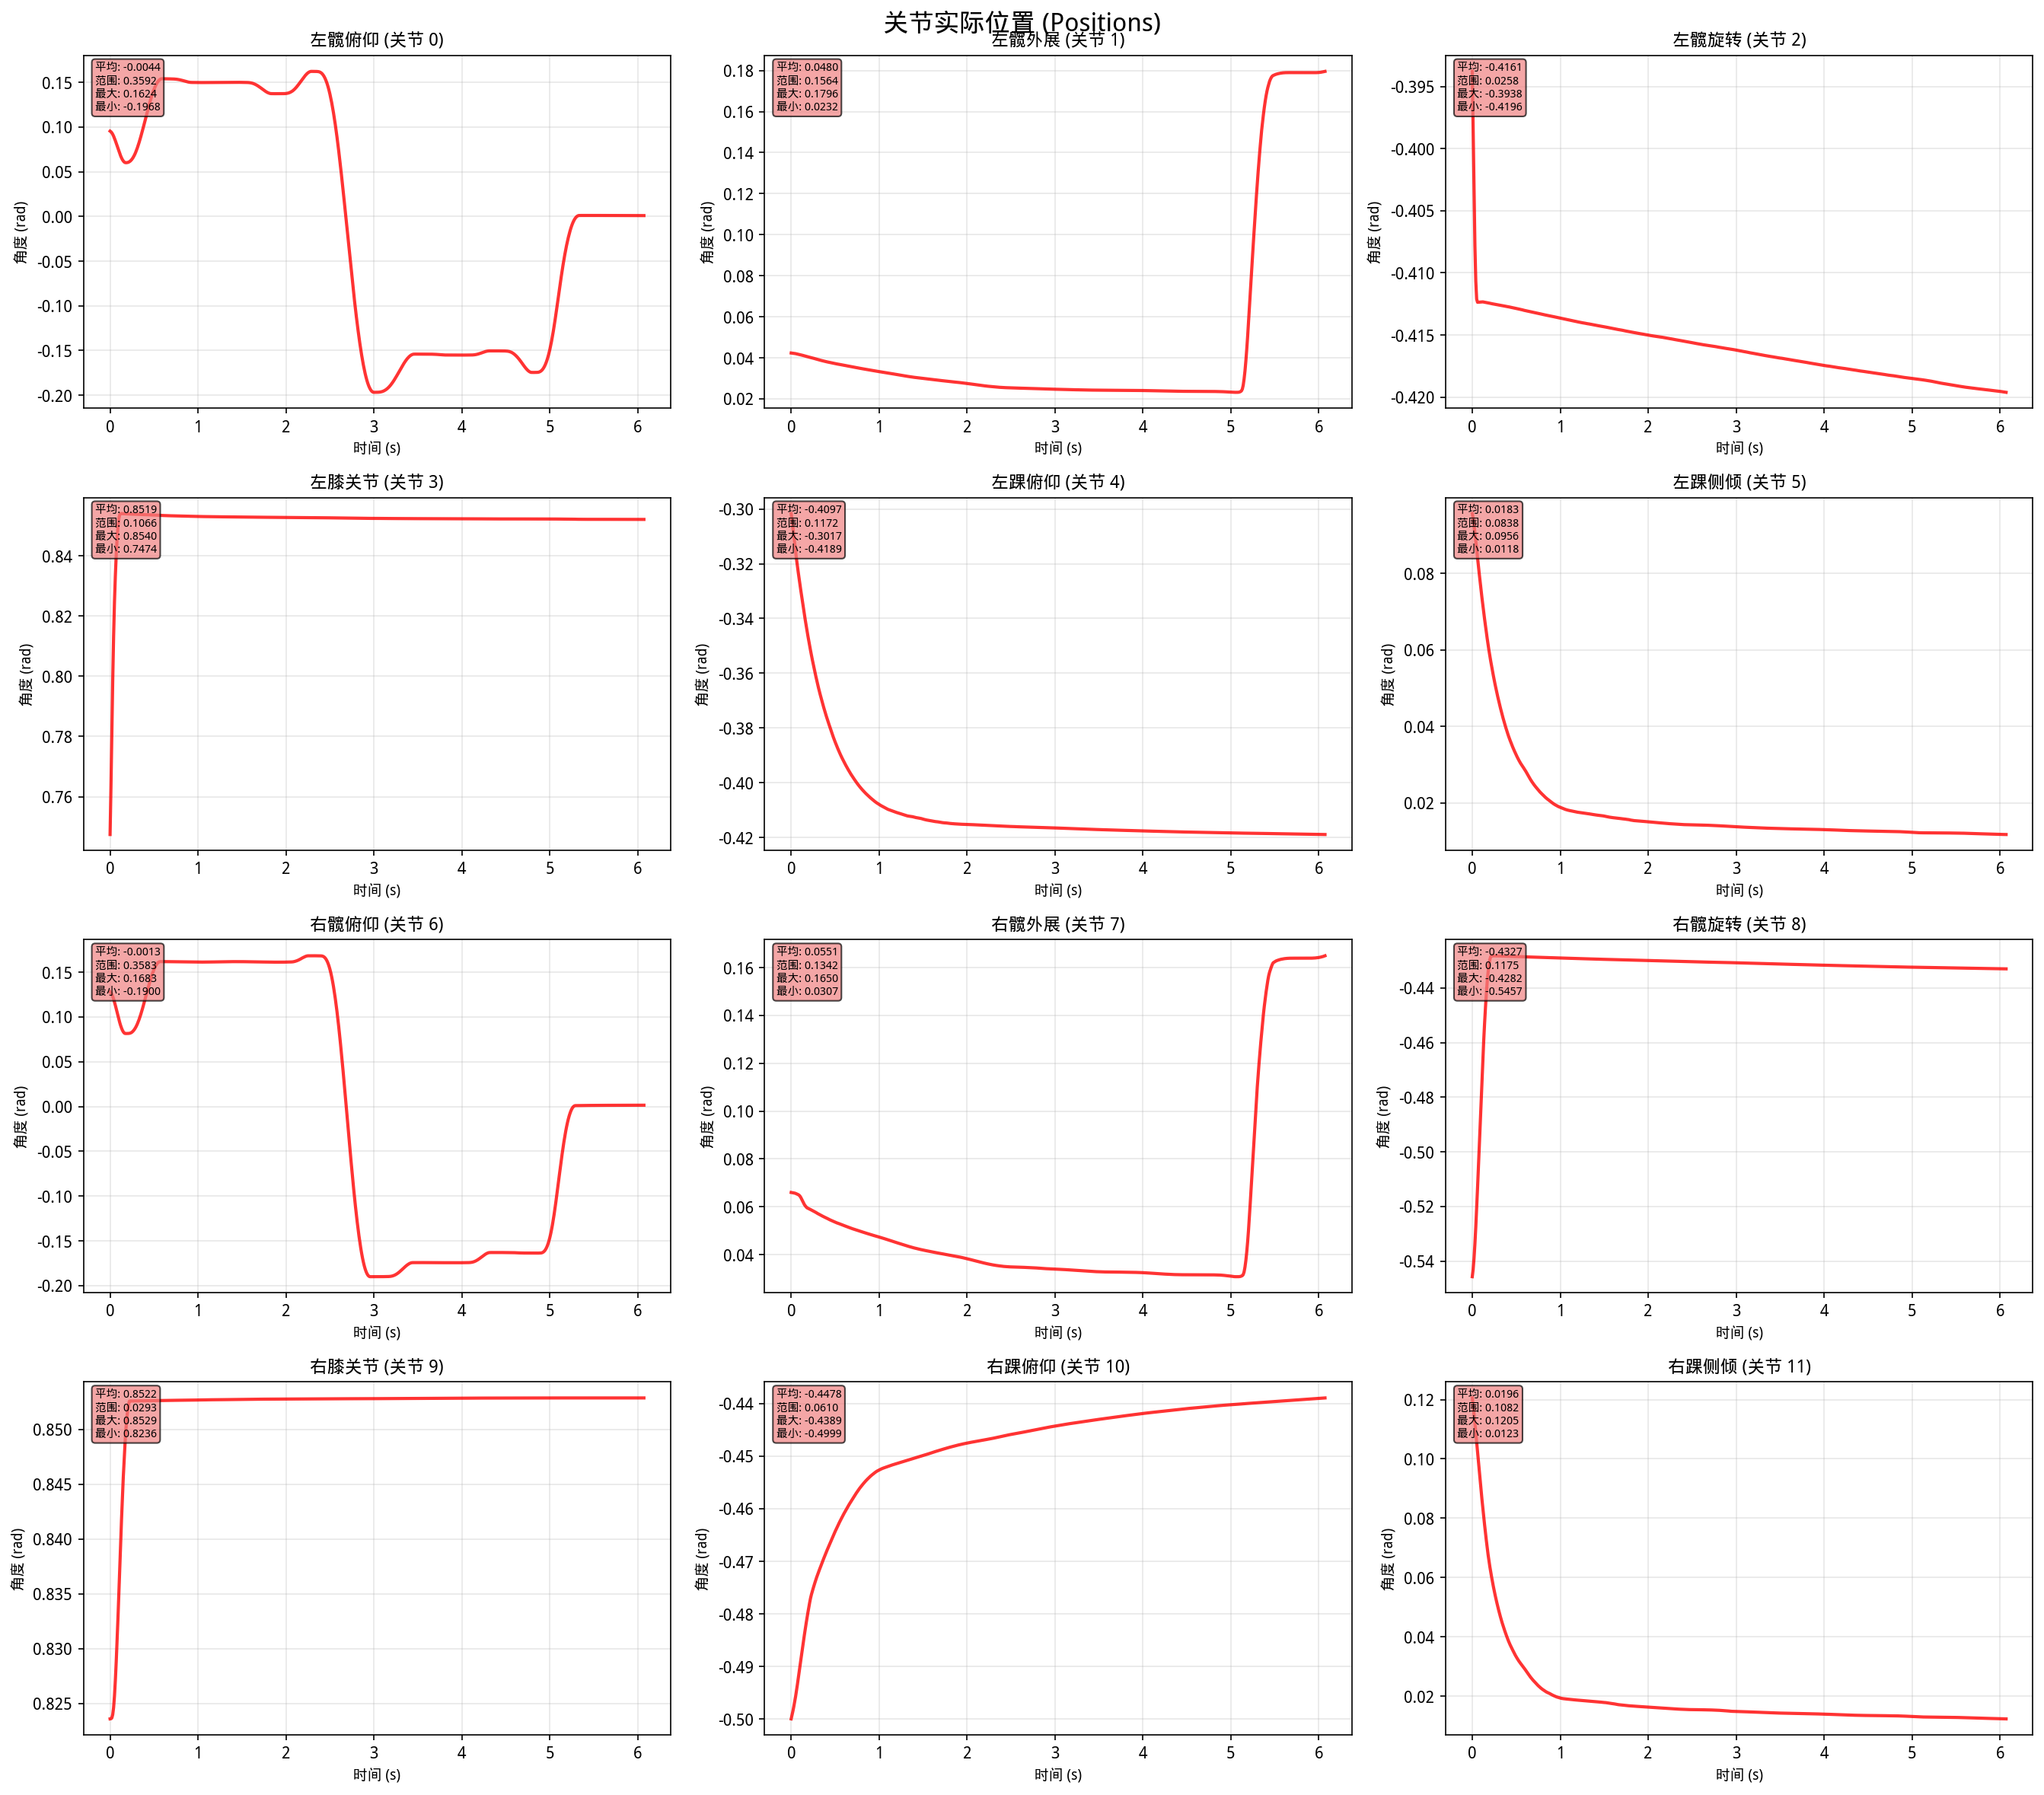 关节实际位置 (Positions)
左髋俯仰 (关节 0)
平均: -0.0044
范围: 0.3592
最大: 0.1624
最小: -0.1968
0.15
0.10
0.05
0.00
-0.05
-0.10
-0.15
-0.20
角度 (rad)
0 1 2 3 4 5 6
时间 (s)
左髋外展 (关节 1)
平均: 0.0480
范围: 0.1564
最大: 0.1796
最小: 0.0232
0.18
0.16
0.14
0.12
0.10
0.08
0.06
0.04
0.02
角度 (rad)
0 1 2 3 4 5 6
时间 (s)
左髋旋转 (关节 2)
平均: -0.4161
范围: 0.0258
最大: -0.3938
最小: -0.4196
-0.395
-0.400
-0.405
-0.410
-0.415
-0.420
角度 (rad)
0 1 2 3 4 5 6
时间 (s)
左膝关节 (关节 3)
平均: 0.8519
范围: 0.1066
最大: 0.8540
最小: 0.7474
0.84
0.82
0.80
0.78
0.76
角度 (rad)
0 1 2 3 4 5 6
时间 (s)
左踝俯仰 (关节 4)
平均: -0.4097
范围: 0.1172
最大: -0.3017
最小: -0.4189
-0.30
-0.32
-0.34
-0.36
-0.38
-0.40
-0.42
角度 (rad)
0 1 2 3 4 5 6
时间 (s)
左踝侧倾 (关节 5)
平均: 0.0183
范围: 0.0838
最大: 0.0956
最小: 0.0118
0.08
0.06
0.04
0.02
角度 (rad)
0 1 2 3 4 5 6
时间 (s)
右髋俯仰 (关节 6)
平均: -0.0013
范围: 0.3583
最大: 0.1683
最小: -0.1900
0.15
0.10
0.05
0.00
-0.05
-0.10
-0.15
-0.20
角度 (rad)
0 1 2 3 4 5 6
时间 (s)
右髋外展 (关节 7)
平均: 0.0551
范围: 0.1342
最大: 0.1650
最小: 0.0307
0.16
0.14
0.12
0.10
0.08
0.06
0.04
角度 (rad)
0 1 2 3 4 5 6
时间 (s)
右髋旋转 (关节 8)
平均: -0.4327
范围: 0.1175
最大: -0.4282
最小: -0.5457
-0.44
-0.46
-0.48
-0.50
-0.52
-0.54
角度 (rad)
0 1 2 3 4 5 6
时间 (s)
右膝关节 (关节 9)
平均: 0.8522
范围: 0.0293
最大: 0.8529
最小: 0.8236
0.850
0.845
0.840
0.835
0.830
0.825
角度 (rad)
0 1 2 3 4 5 6
时间 (s)
右踝俯仰 (关节 10)
平均: -0.4478
范围: 0.0610
最大: -0.4389
最小: -0.4999
-0.44
-0.45
-0.46
-0.47
-0.48
-0.49
-0.50
角度 (rad)
0 1 2 3 4 5 6
时间 (s)
右踝侧倾 (关节 11)
平均: 0.0196
范围: 0.1082
最大: 0.1205
最小: 0.0123
0.12
0.10
0.08
0.06
0.04
0.02
角度 (rad)
0 1 2 3 4 5 6
时间 (s)